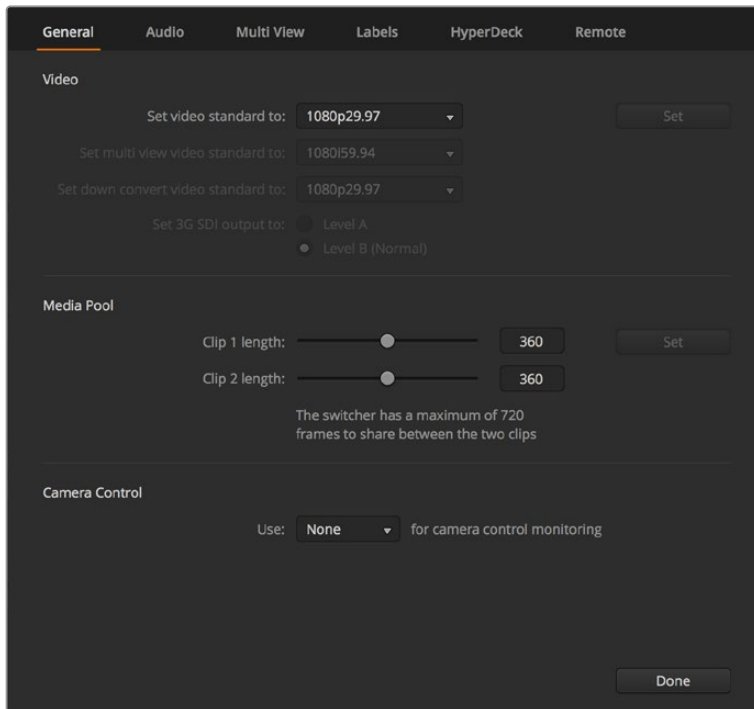 General Audio Multi View Labels HyperDeck Remote
Video
Set video standard to: 1080p29.97 Set
Set multi view video standard to: 1080i59.94
Set down convert video standard to: 1080p29.97
Set 3G SDI output to: Level A
Level B (Normal)
Media Pool
Clip 1 length: 360 Set
Clip 2 length: 360
The switcher has a maximum of 720
frames to share between the two clips
Camera Control
Use: None for camera control monitoring
Done